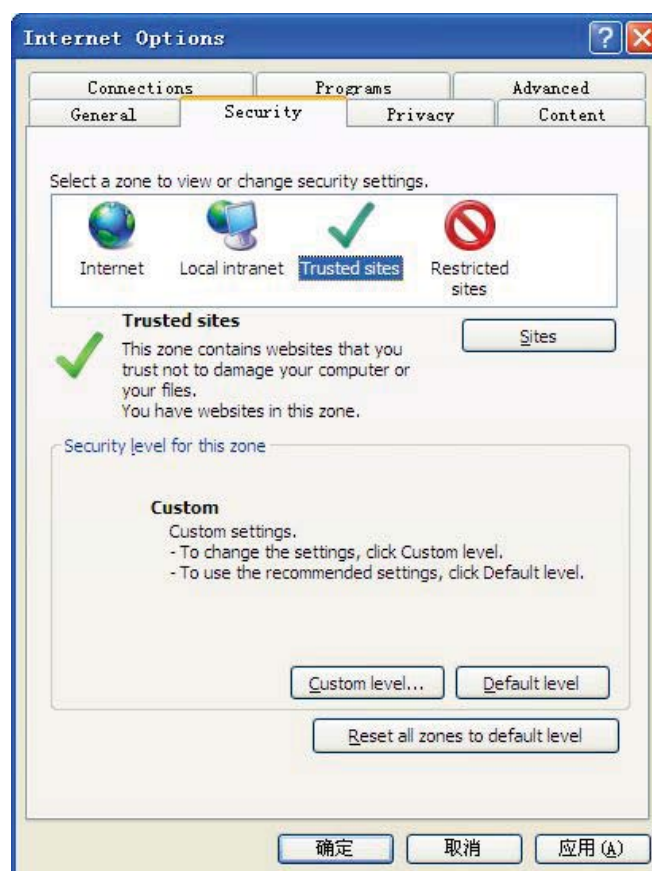 Internet Options
Connections Programs Advanced
General Security Privacy Content
Select a zone to view or change security settings.
Internet Local intranet Trusted sites Restricted
sites
Trusted sites
Sites
This zone contains websites that you
trust not to damage your computer or
your files.
You have websites in this zone.
Security level for this zone
Custom
Custom settings.
- To change the settings, click Custom level.
- To use the recommended settings, click Default level.
Custom level... Default level
Reset all zones to default level
确定 取消 应用(A)